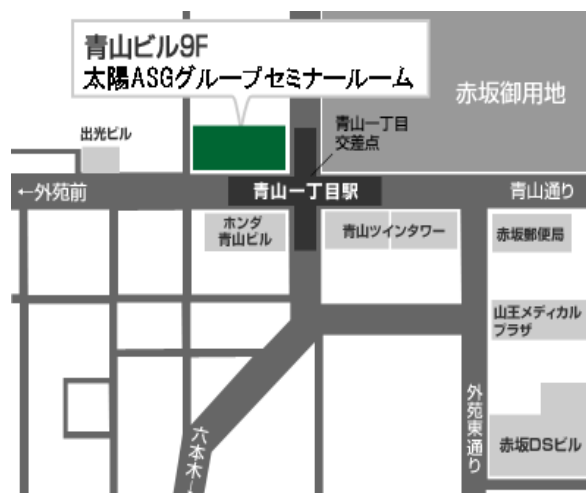 青山ビル9F
太陽ASGグループセミナールーム
赤坂御用地
青山一丁目
交差点
出光ビル
←外苑前
青山一丁目駅
青山通り
ホンダ
青山ビル
青山ツインタワー
赤坂郵便局
山王メディカル
プラザ
外苑東通り
六本木
赤坂DSビル